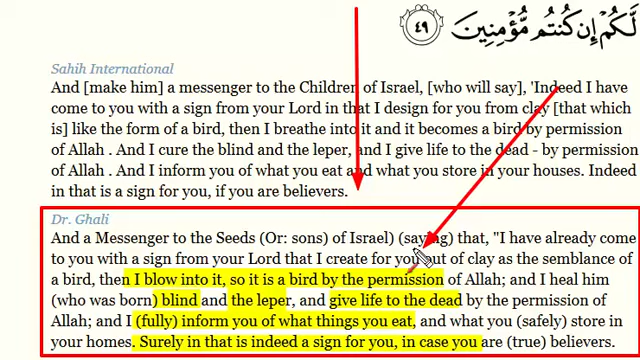 لَّكُمْ إِن كُنتُم مُّؤْمِنِينَ ٤٩
Sahih International
And [make him] a messenger to the Children of Israel, [who will say], 'Indeed I have
come to you with a sign from your Lord in that I design for you from clay [that which
is] like the form of a bird, then I breathe into it and it becomes a bird by permission
of Allah . And I cure the blind and the leper, and I give life to the dead - by permission
of Allah . And I inform you of what you eat and what you store in your houses. Indeed
in that is a sign for you, if you are believers.
Dr. Ghali
And a Messenger to the Seeds (Or: sons) of Israel) (saying) that, "I have already come
to you with a sign from your Lord that I create for you out of clay as the semblance of
a bird, then I blow into it, so it is a bird by the permission of Allah; and I heal him
(who was born) blind and the leper, and give life to the dead by the permission of
Allah; and I (fully) inform you of what things you eat, and what you (safely) store in
your homes. Surely in that is indeed a sign for you, in case you are (true) believers.